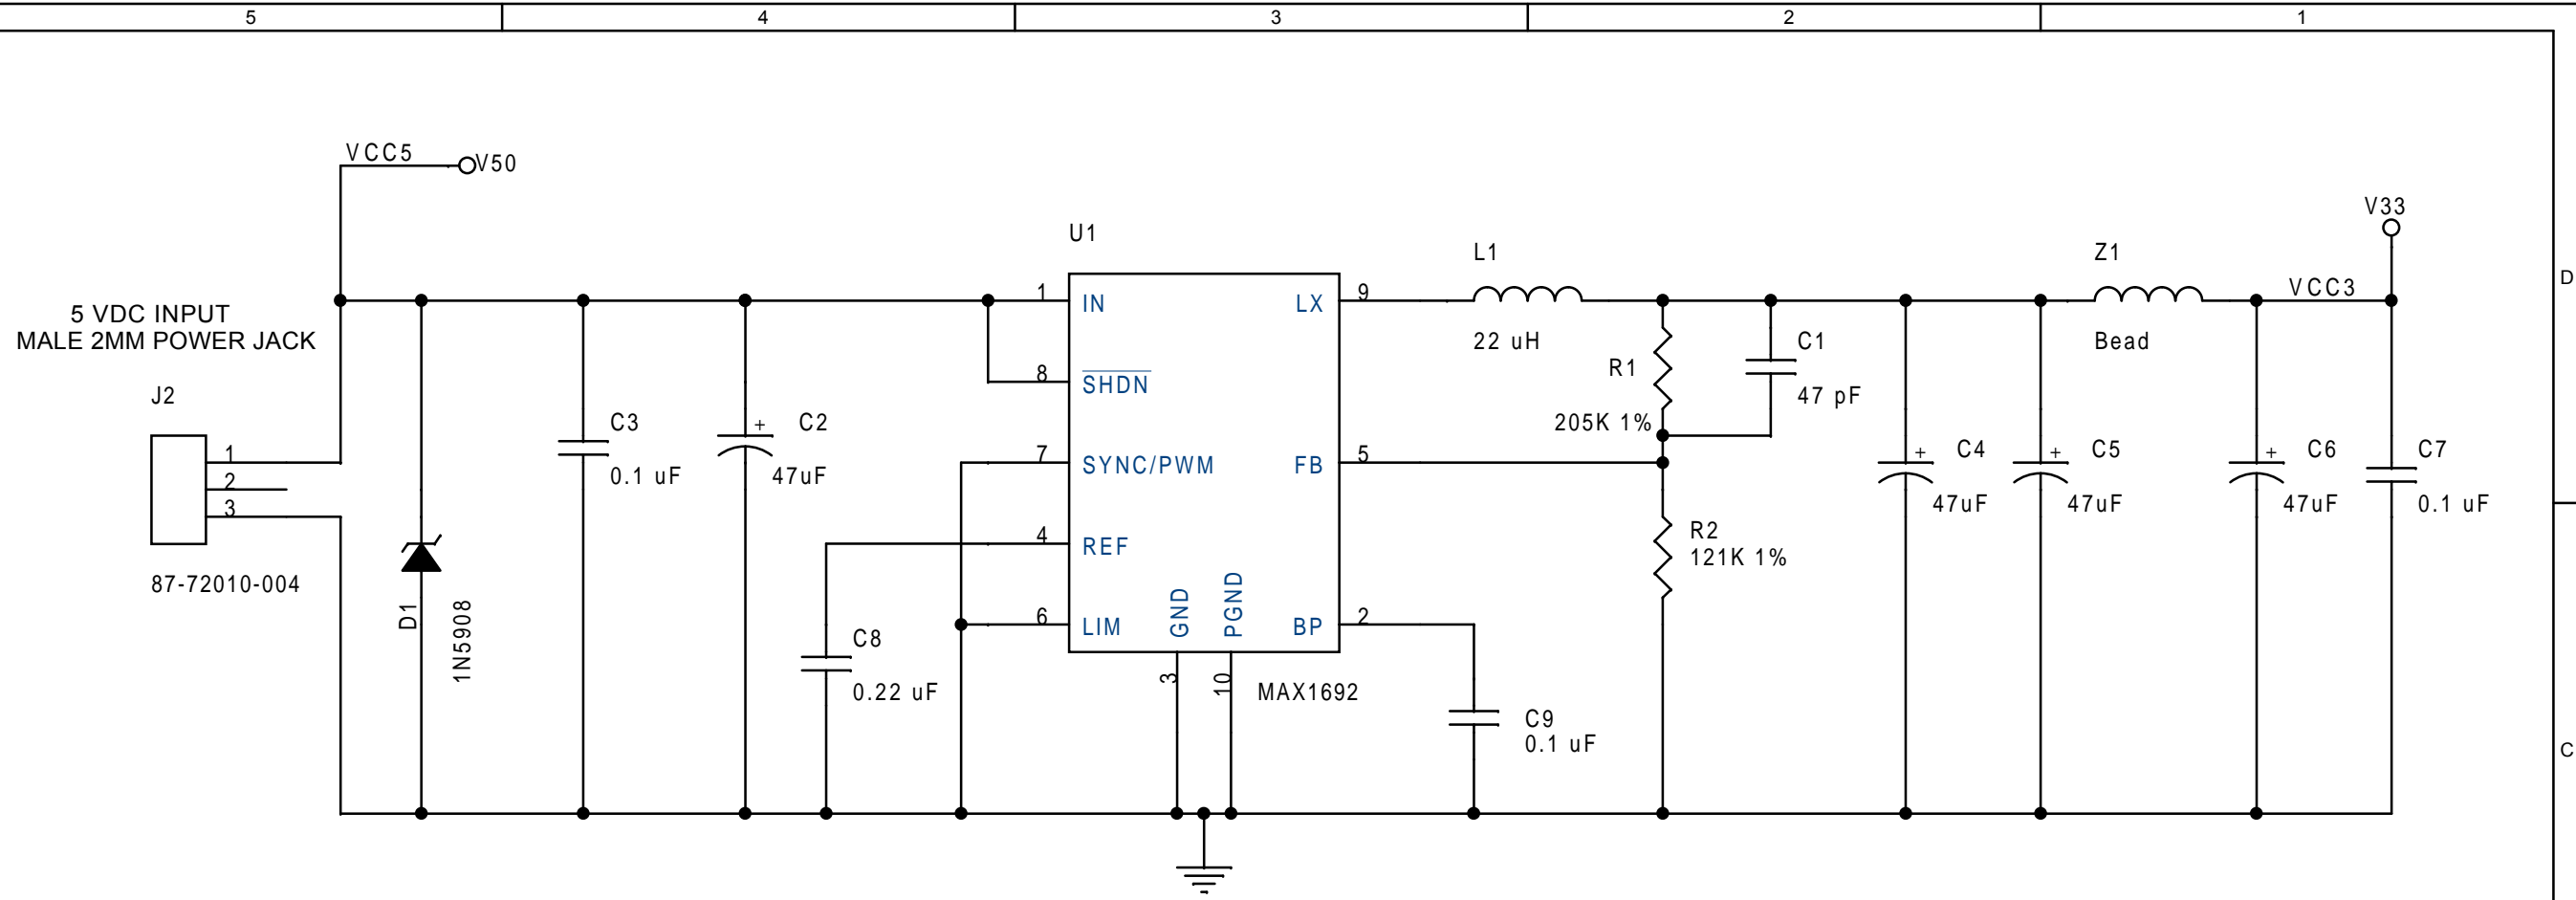 5
4
3
2
1
VCC5
V50
V33
U1
L1
Z1
D
5 VDC INPUT
MALE 2MM POWER JACK
1
IN
LX
9
VCC3
22 uH
Bead
R1
C1
47 pF
8
SHDN
J2
205K 1%
C3
0.1 uF
C2
47uF
+
1
2
3
7
SYNC/PWM
FB
5
+
C4
47uF
+
C5
47uF
+
C6
47uF
C7
0.1 uF
87-72010-004
4
REF
R2
121K 1%
D1
1N5908
6
LIM
GND
PGND
BP
2
C8
0.22 uF
3
10
MAX1692
C9
0.1 uF
C